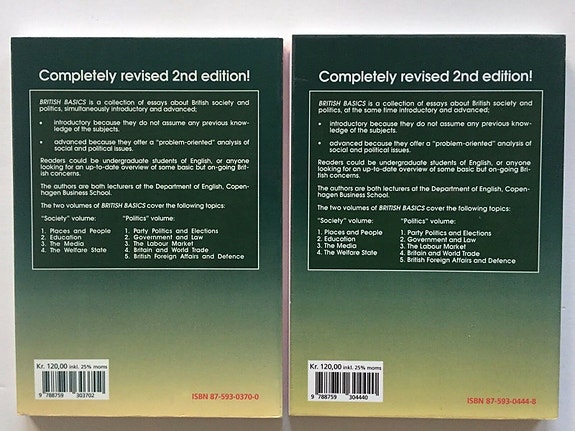 Completely revised 2nd edition!
BRITISH BASICS is a collection of essays about British society and
politics, simultaneously introductory and advanced;
• introductory because they do not assume any previous know-
ledge of the subjects.
• advanced because they offer a "problem-oriented" analysis of
social and political issues.
Readers could be undergraduate students of English, or anyone
looking for an up-to-date overview of some basic but on-going Brit-
ish concerns.
The authors are both lecturers at the Department of English, Copen-
hagen Business School.
The two volumes of BRITISH BASICS cover the following topics:
"Society" volume: "Politics" volume:
1. Places and People 1. Party Politics and Elections
2. Education 2. Government and Law
3. The Media 3. The Labour Market
4. The Welfare State 4. Britain and World Trade
5. British Foreign Affairs and Defence
Kr. 120,00 inkl. 25% moms
9 788759 303702
ISBN 87-593-0370-0
Completely revised 2nd edition!
BRITISH BASICS is a collection of essays about British society and
politics, at the same time introductory and advanced;
• introductory because they do not assume any previous know-
ledge of the subjects.
• advanced because they offer a "problem-oriented" analysis of
social and political issues.
Readers could be undergraduate students of English, or anyone
looking for an up-to-date overview of some basic but on-going Brit-
ish concerns.
The authors are both lecturers at the Department of English, Copen-
hagen Business School.
The two volumes of BRITISH BASICS cover the following topics:
"Society" volume: "Politics" volume:
1. Places and People 1. Party Politics and Elections
2. Education 2. Government and Law
3. The Media 3. The Labour Market
4. The Welfare State 4. Britain and World Trade
5. British Foreign Affairs and Defence
Kr. 120,00 inkl. 25% moms
9 788759 304440
ISBN 87-593-0444-8